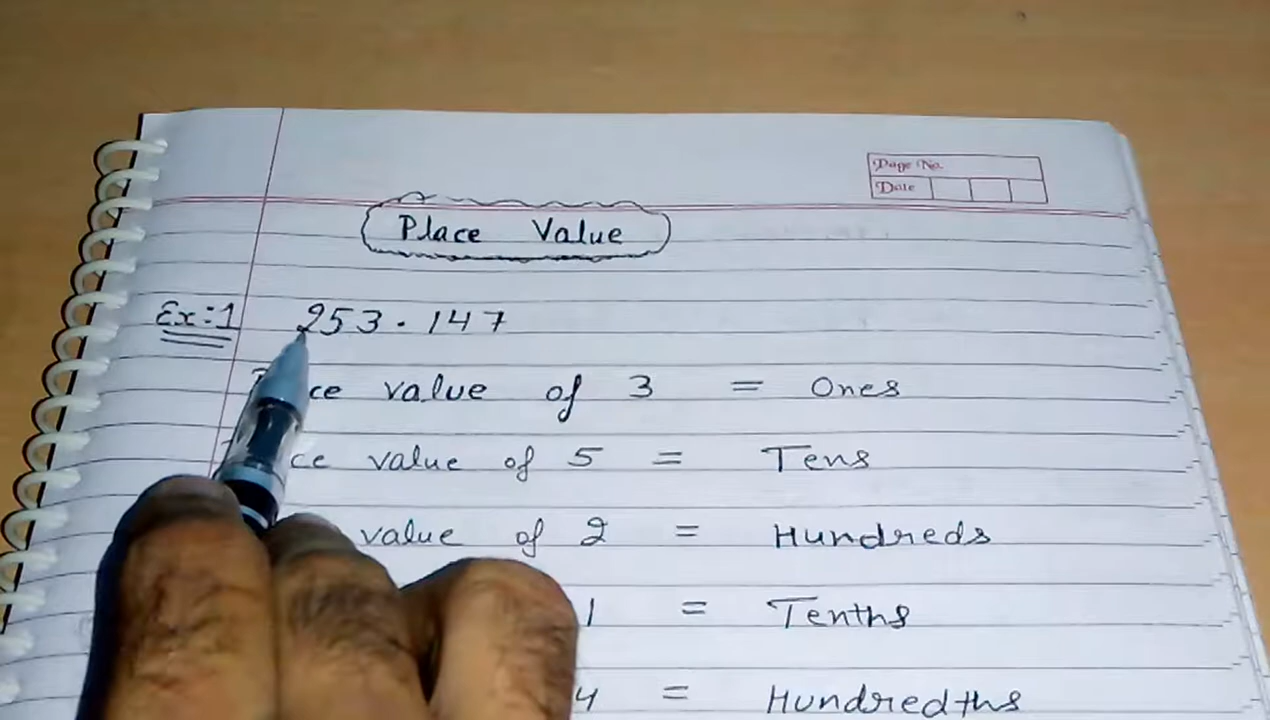 Page No.
Date
Place Value
Ex:1 253.147
ce value of 3 = Ones
ce value of 5 = Tens
value of 2 = Hundreds
1 = Tenths
4 = Hundredths